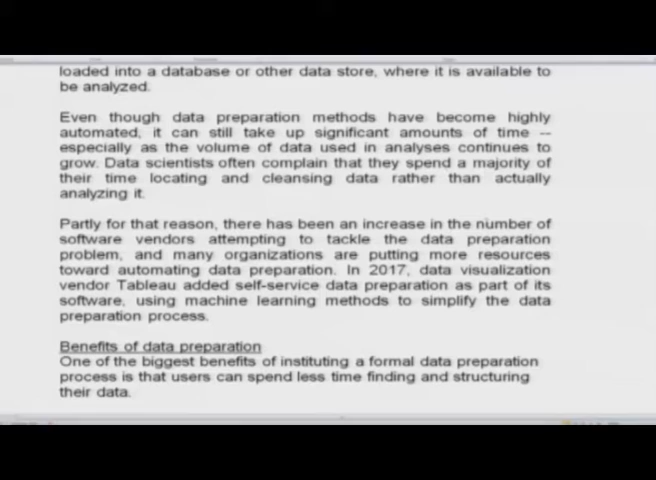 loaded into a database or other data store, where it is available to
be analyzed.
Even though data preparation methods have become highly
automated, it can still take up significant amounts of time --
especially as the volume of data used in analyses continues to
grow. Data scientists often complain that they spend a majority of
their time locating and cleansing data rather than actually
analyzing it.
Partly for that reason, there has been an increase in the number of
software vendors attempting to tackle the data preparation
problem, and many organizations are putting more resources
toward automating data preparation. In 2017, data visualization
vendor Tableau added self-service data preparation as part of its
software, using machine learning methods to simplify the data
preparation process.
Benefits of data preparation
One of the biggest benefits of instituting a formal data preparation
process is that users can spend less time finding and structuring
their data.